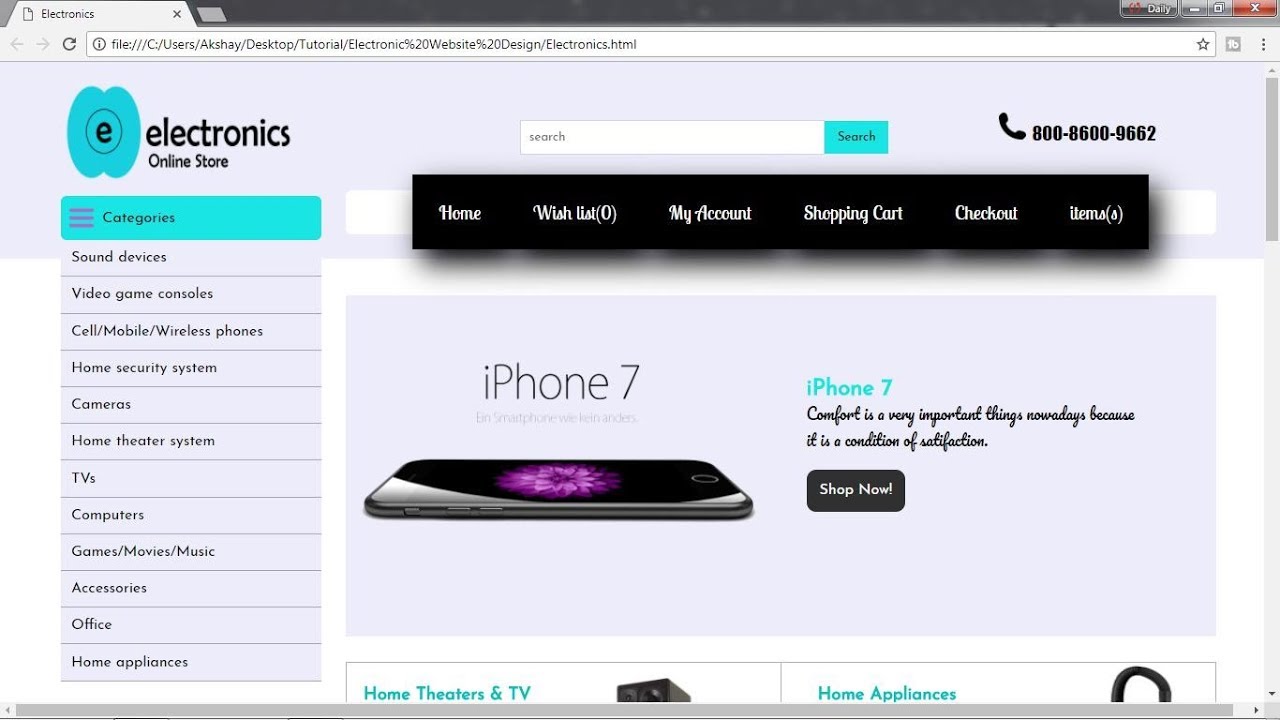 Electronics
Daily
file:///C:/Users/Akshay/Desktop/Tutorial/Electronic%20Website%20Design/Electronics.html
e electronics
Online Store
search
Search
800-8600-9662
Categories
Home Wish list(0) My Account Shopping Cart Checkout items(s)
Sound devices
Video game consoles
Cell/Mobile/Wireless phones
Home security system
Cameras
Home theater system
TVs
Computers
Games/Movies/Music
Accessories
Office
Home appliances
iPhone 7
Ein Smartphone wie kein anders.
iPhone 7
Comfort is a very important things nowadays because
it is a condition of satifaction.
Shop Now!
Home Theaters & TV
Home Appliances